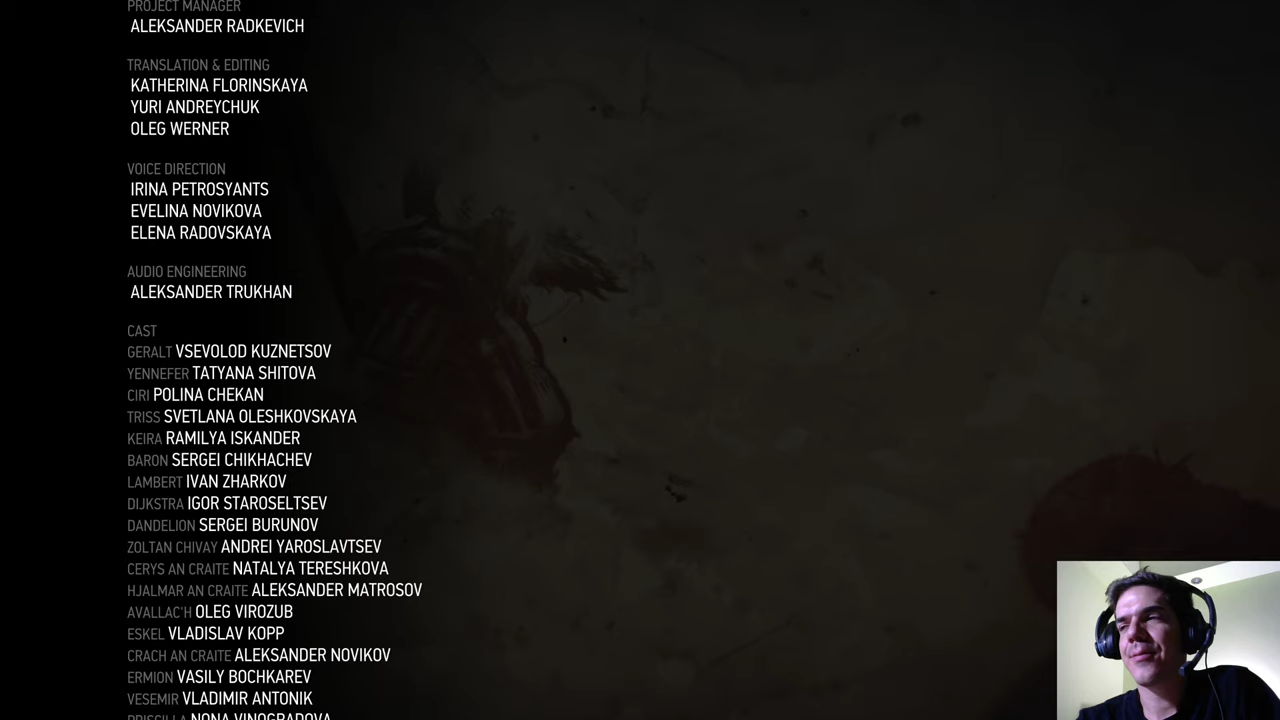 PROJECT MANAGER
ALEKSANDER RADKEVICH
TRANSLATION & EDITING
KATHERINA FLORINSKAYA
YURI ANDREYCHUK
OLEG WERNER
VOICE DIRECTION
IRINA PETROSYANTS
EVELINA NOVIKOVA
ELENA RADOVSKAYA
AUDIO ENGINEERING
ALEKSANDER TRUKHAN
CAST
GERALT VSEVOLOD KUZNETSOV
YENNEFER TATYANA SHITOVA
CIRI POLINA CHEKAN
TRISS SVETLANA OLESHKOVSKAYA
KEIRA RAMILYA ISKANDER
BARON SERGEI CHIKHACHEV
LAMBERT IVAN ZHARKOV
DIJKSTRA IGOR STAROSELTSEV
DANDELION SERGEI BURUNOV
ZOLTAN CHIVAY ANDREI YAROSLAVTSEV
CERYS AN CRAITE NATALYA TERESHKOVA
HJALMAR AN CRAITE ALEKSANDER MATROSOV
AVALLAC'H OLEG VIROZUB
ESKEL VLADISLAV KOPP
CRACH AN CRAITE ALEKSANDER NOVIKOV
ERMION VASILY BOCHKAREV
VESEMIR VLADIMIR ANTONIK
PRISCILLA NONA VINOGRADOVA